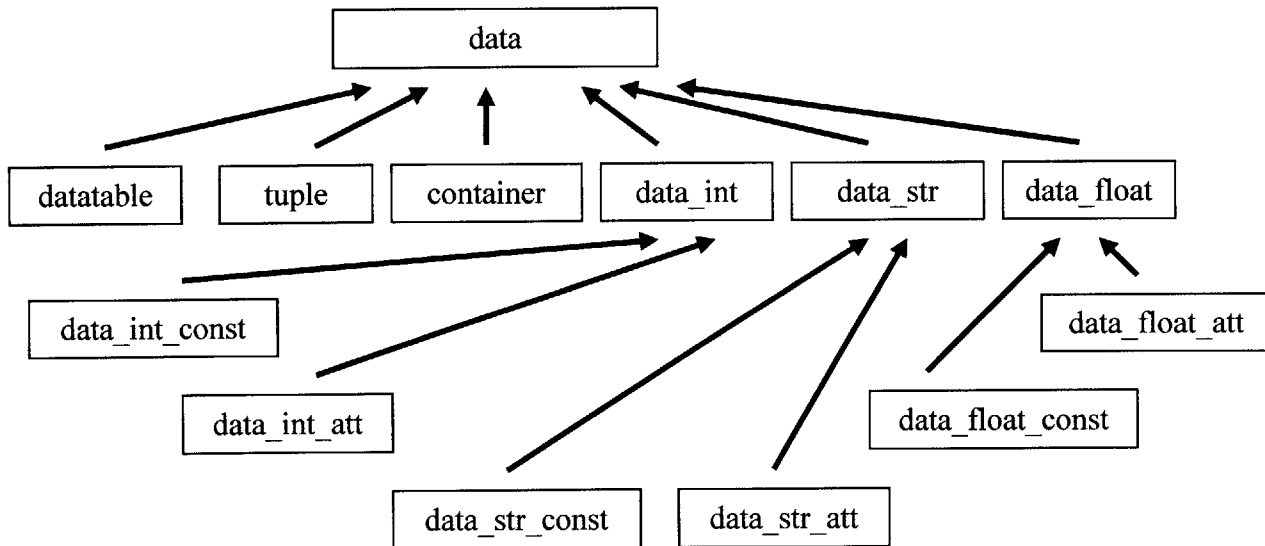 data
datatable
tuple
container
data_int
data_str
data_float
data_int_const
data_float_att
data_int_att
data_float_const
data_str_const
data_str_att